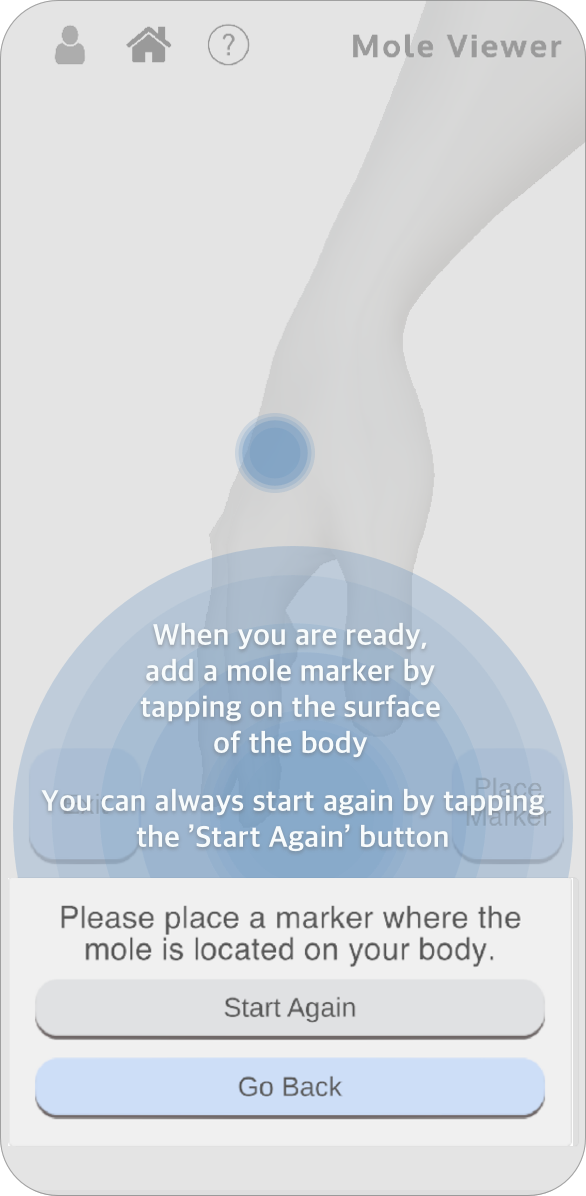 ?
Mole Viewer
When you are ready,
add a mole marker by
tapping on the surface
of the body
Place
Marker
You can always start again by tapping
the 'Start Again' button
Please place a marker where the
mole is located on your body.
Start Again
Go Back